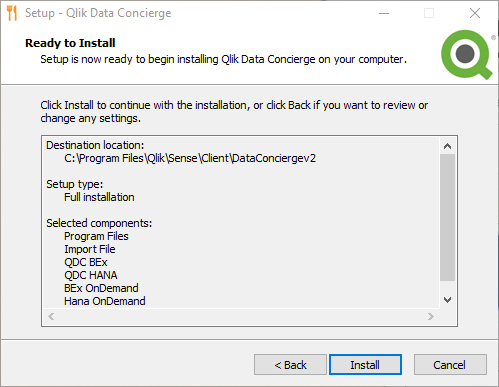 Setup - Qlik Data Concierge
Ready to Install
Setup is now ready to begin installing Qlik Data Concierge on your computer.
®
Click Install to continue with the installation, or click Back if you want to review or
change any settings.
Destination location:
C:\Program Files\Qlik\Sense\Client\DataConciergev2
Setup type:
Full installation
Selected components:
Program Files
Import File
QDC BEx
QDC HANA
BEx OnDemand
Hana OnDemand
< Back
Install
Cancel